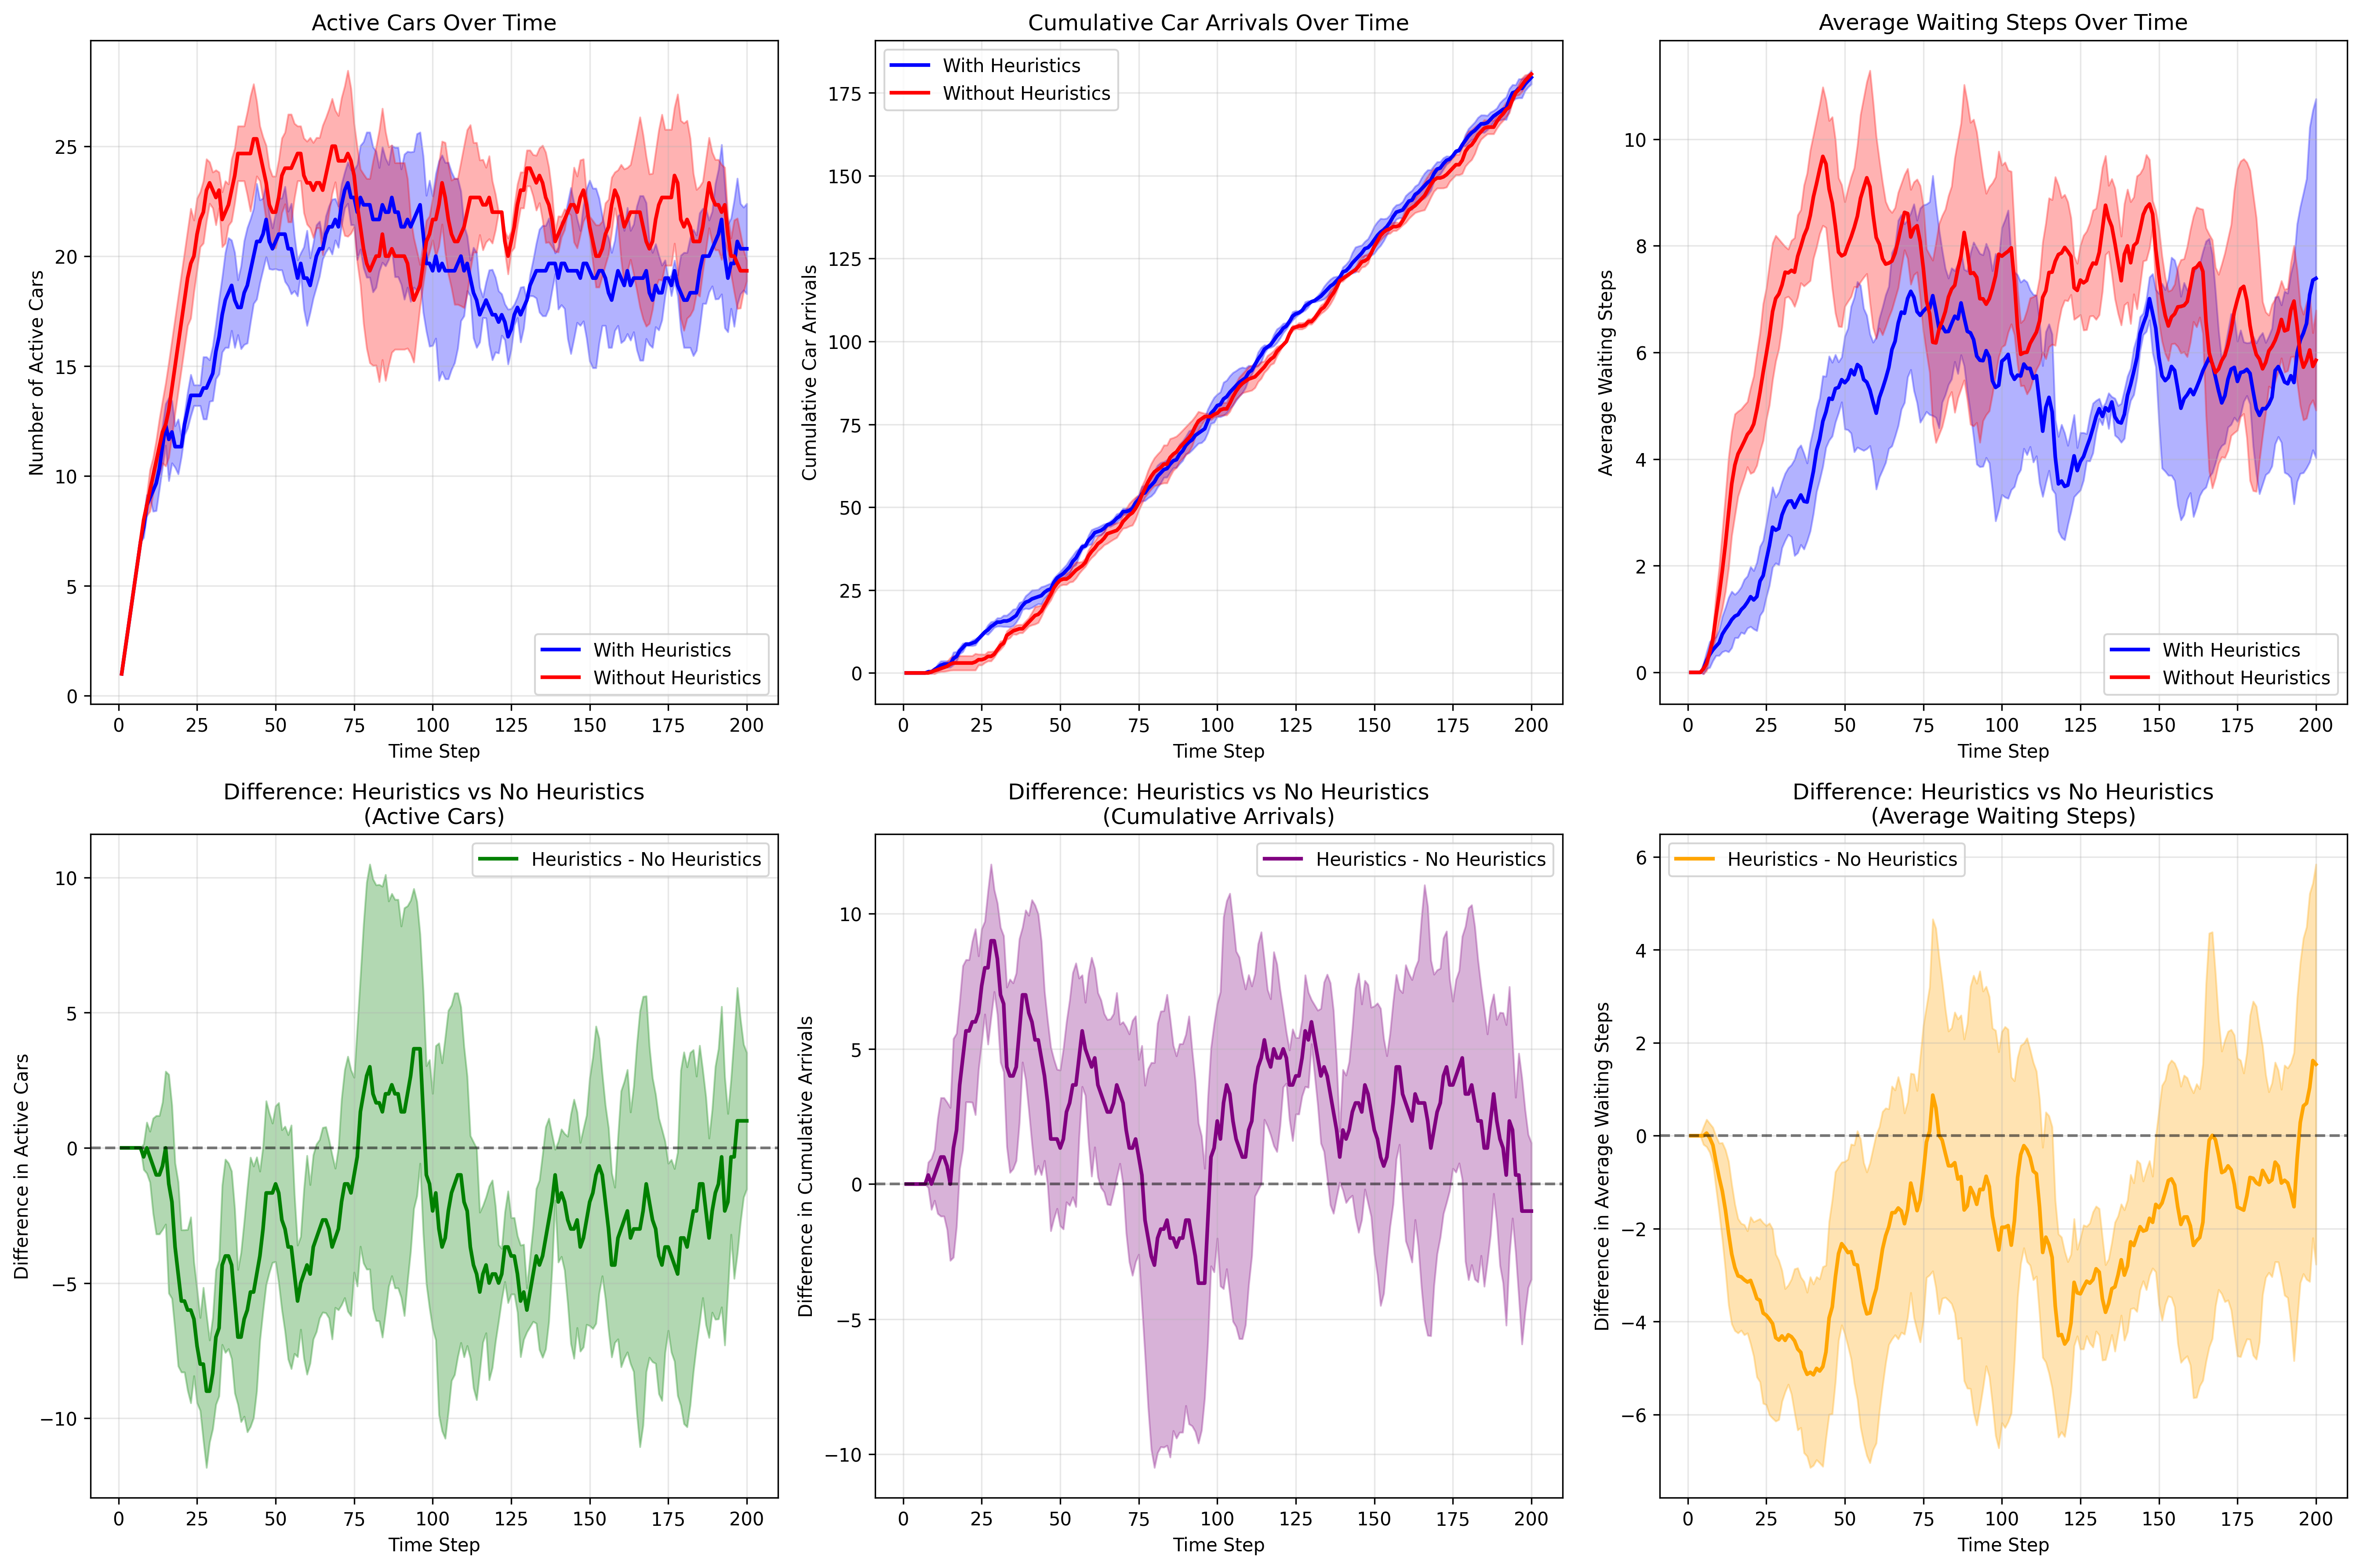 Active Cars Over Time
Number of Active Cars
25
20
15
10
5
0
With Heuristics
Without Heuristics
0 25 50 75 100 125 150 175 200
Time Step
Cumulative Car Arrivals Over Time
Cumulative Car Arrivals
With Heuristics
Without Heuristics
175
150
125
100
75
50
25
0
0 25 50 75 100 125 150 175 200
Time Step
Average Waiting Steps Over Time
Average Waiting Steps
10
8
6
4
2
0
With Heuristics
Without Heuristics
0 25 50 75 100 125 150 175 200
Time Step
Difference: Heuristics vs No Heuristics
(Active Cars)
Difference in Active Cars
Heuristics - No Heuristics
10
5
0
−5
−10
0 25 50 75 100 125 150 175 200
Time Step
Difference: Heuristics vs No Heuristics
(Cumulative Arrivals)
Difference in Cumulative Arrivals
Heuristics - No Heuristics
10
5
0
−5
−10
0 25 50 75 100 125 150 175 200
Time Step
Difference: Heuristics vs No Heuristics
(Average Waiting Steps)
Difference in Average Waiting Steps
Heuristics - No Heuristics
6
4
2
0
−2
−4
−6
0 25 50 75 100 125 150 175 200
Time Step